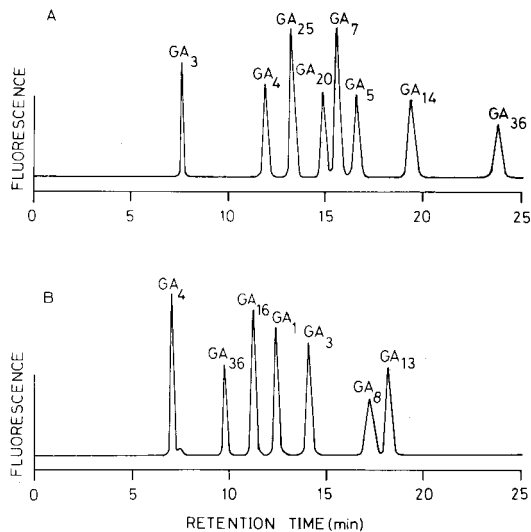 A
GA25
GA7
GA3
GA4
GA20
GA5
GA14
GA36
FLUORESCENCE
0 5 10 15 20 25
B
GA4
GA16
GA1
GA36
GA3
GA13
GA8
FLUORESCENCE
0 5 10 15 20 25
RETENTION TIME (min)